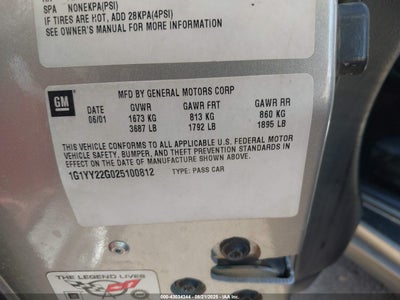 SPA NONEKPA(PSI)
IF TIRES ARE HOT, ADD 28KPA(4PSI)
SEE OWNER'S MANUAL FOR MORE INFORMATION
GM
MFD BY GENERAL MOTORS CORP
06/01
GVWR
1673 KG
3687 LB
GAWR FRT
813 KG
1792 LB
GAWR RR
860 KG
1895 LB
THIS VEHICLE CONFORMS TO ALL APPLICABLE U.S. FEDERAL MOTOR
VEHICLE SAFETY, BUMPER, AND THEFT PREVENTION STANDARDS IN
EFFECT ON THE DATE OF MANUFACTURE SHOWN ABOVE.
1G1YY22G025100812 TYPE: PASS CAR
THE LEGEND LIVES